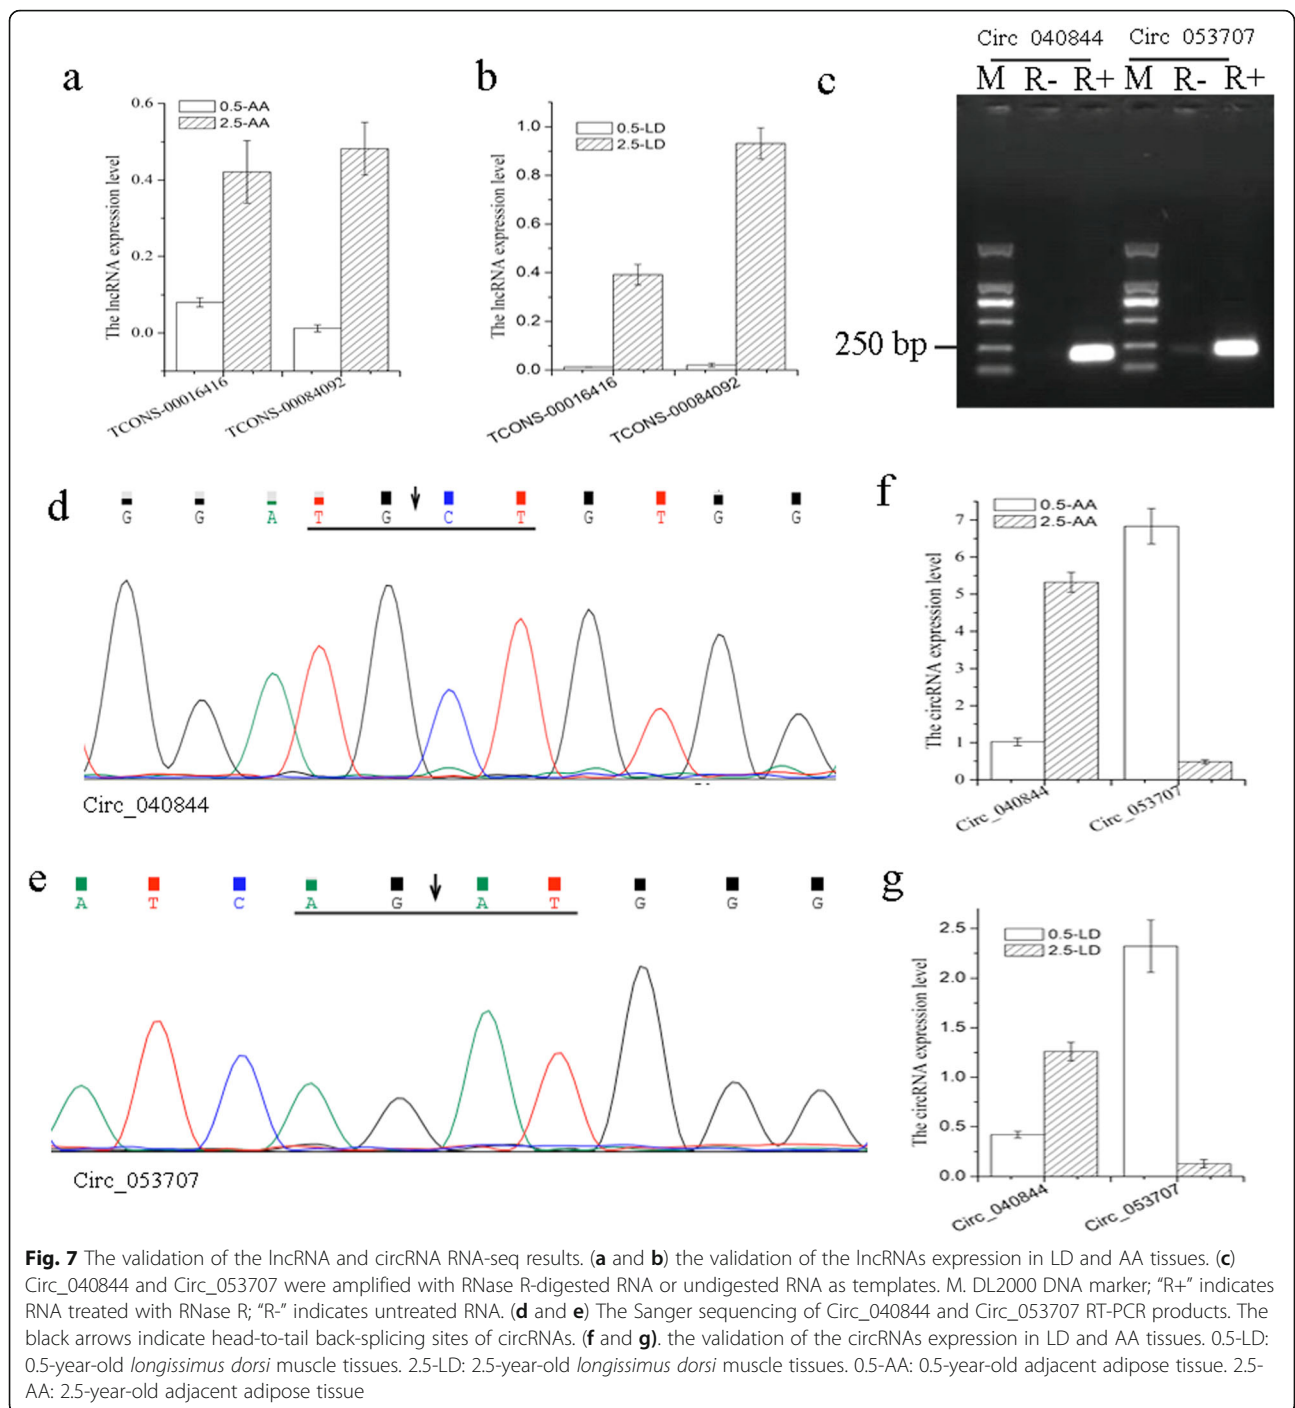 a
0.6
0.4
0.2
0.0
The lncRNA expression level
0.5-AA
2.5-AA
TCONS-00016416
TCONS-00084092
b
1.0
0.8
0.6
0.4
0.2
0.0
The lncRNA expression level
0.5-LD
2.5-LD
TCONS-00016416
TCONS-00084092
c
Circ 040844 Circ 053707
M R- R+ M R- R+
250 bp
d
G G A T G C T G T G G
Circ_040844
e
A T C A G A T G G G
Circ_053707
f
7
6
5
4
3
2
1
0
The circRNA expression level
0.5-AA
2.5-AA
Circ_040844
Circ_053707
g
2.5
2.0
1.5
1.0
0.5
0.0
The circRNA expression level
0.5-LD
2.5-LD
Circ_040844
Circ_053707
Fig. 7 The validation of the lncRNA and circRNA RNA-seq results. (a and b) the validation of the lncRNAs expression in LD and AA tissues. (c)
Circ_040844 and Circ_053707 were amplified with RNase R-digested RNA or undigested RNA as templates. M. DL2000 DNA marker; “R+” indicates
RNA treated with RNase R; “R-” indicates untreated RNA. (d and e) The Sanger sequencing of Circ_040844 and Circ_053707 RT-PCR products. The
black arrows indicate head-to-tail back-splicing sites of circRNAs. (f and g). the validation of the circRNAs expression in LD and AA tissues. 0.5-LD:
0.5-year-old longissimus dorsi muscle tissues. 2.5-LD: 2.5-year-old longissimus dorsi muscle tissues. 0.5-AA: 0.5-year-old adjacent adipose tissue. 2.5-
AA: 2.5-year-old adjacent adipose tissue